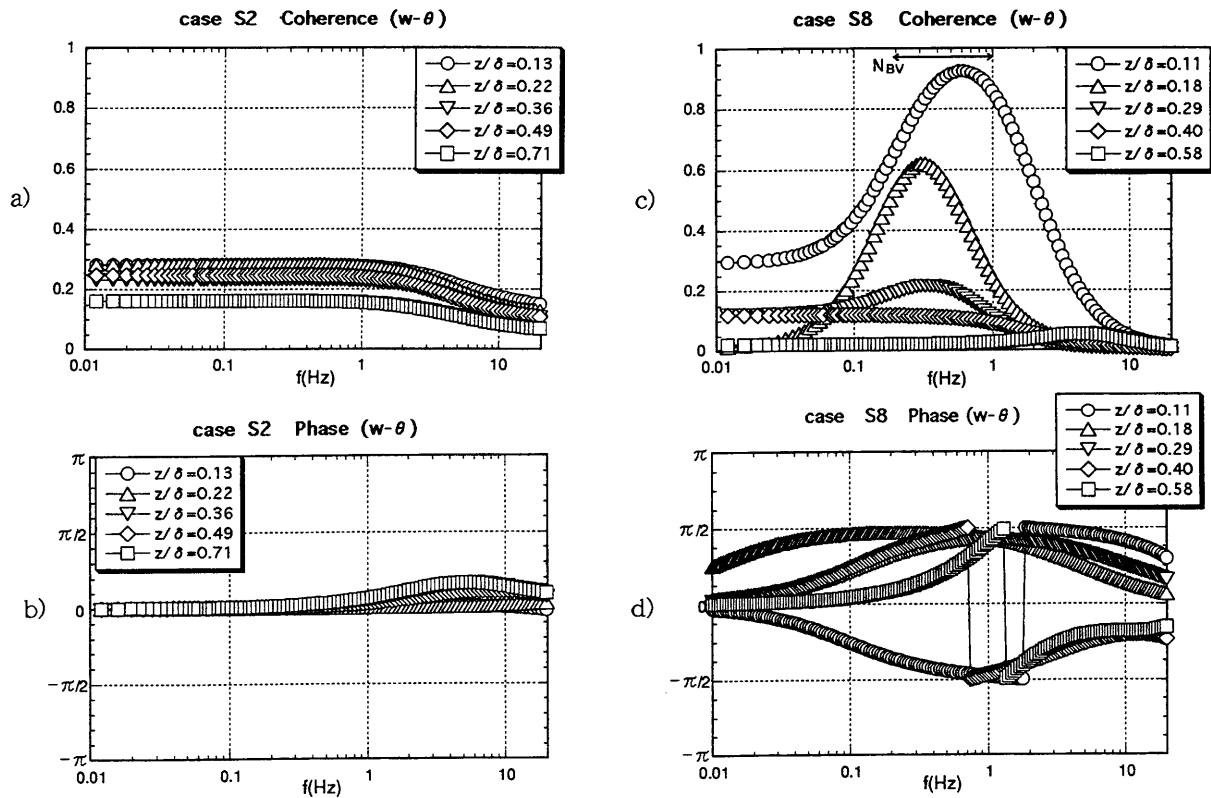 case S2 Coherence (w-θ)
a)
1
0.8
0.6
0.4
0.2
0
0.01
0.1
1
10
f(Hz)
z/δ=0.13
z/δ=0.22
z/δ=0.36
z/δ=0.49
z/δ=0.71
case S2 Phase (w-θ)
b)
π
π/2
0
-π/2
-π
0.01
0.1
1
10
f(Hz)
z/δ=0.13
z/δ=0.22
z/δ=0.36
z/δ=0.49
z/δ=0.71
case S8 Coherence (w-θ)
c)
1
0.8
0.6
0.4
0.2
0
0.01
0.1
1
10
f(Hz)
NBV
z/δ=0.11
z/δ=0.18
z/δ=0.29
z/δ=0.40
z/δ=0.58
case S8 Phase (w-θ)
d)
π
π/2
0
-π/2
-π
0.01
0.1
1
10
f(Hz)
z/δ=0.11
z/δ=0.18
z/δ=0.29
z/δ=0.40
z/δ=0.58